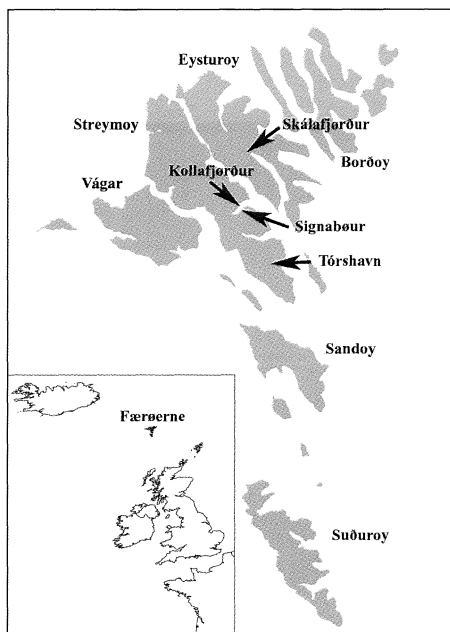 Eysturoy
Streymoy
Skálafjørður
Kollafjørður
Borðoy
Vágar
Signabøur
Tórshavn
Sandoy
Færøerne
Suðuroy